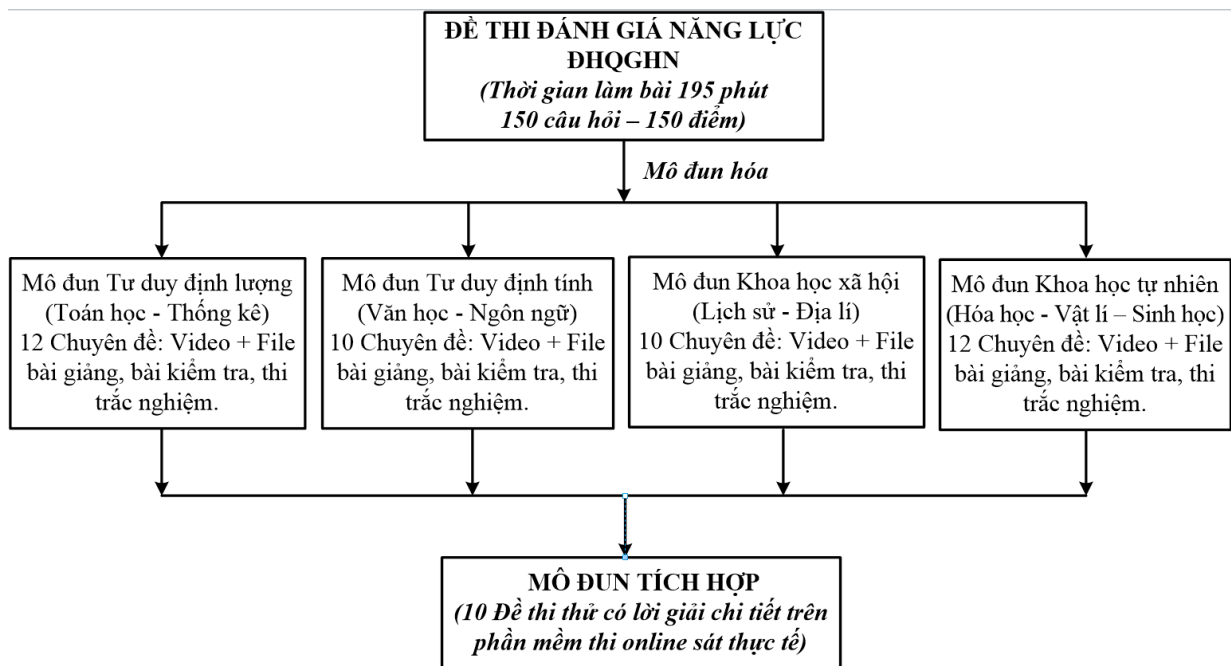 ĐỀ THI ĐÁNH GIÁ NĂNG LỰC
ĐHQGHN
(Thời gian làm bài 195 phút
150 câu hỏi – 150 điểm)
Mô đun hóa
Mô đun Tư duy định lượng
(Toán học - Thống kê)
12 Chuyên đề: Video + File
bài giảng, bài kiểm tra, thi
trắc nghiệm.
Mô đun Tư duy định tính
(Văn học - Ngôn ngữ)
10 Chuyên đề: Video + File
bài giảng, bài kiểm tra, thi
trắc nghiệm.
Mô đun Khoa học xã hội
(Lịch sử - Địa lí)
10 Chuyên đề: Video + File
bài giảng, bài kiểm tra, thi
trắc nghiệm.
Mô đun Khoa học tự nhiên
(Hóa học - Vật lí – Sinh học)
12 Chuyên đề: Video + File
bài giảng, bài kiểm tra, thi
trắc nghiệm.
MÔ ĐUN TÍCH HỢP
(10 Đề thi thử có lời giải chi tiết trên
phần mềm thi online sát thực tế)